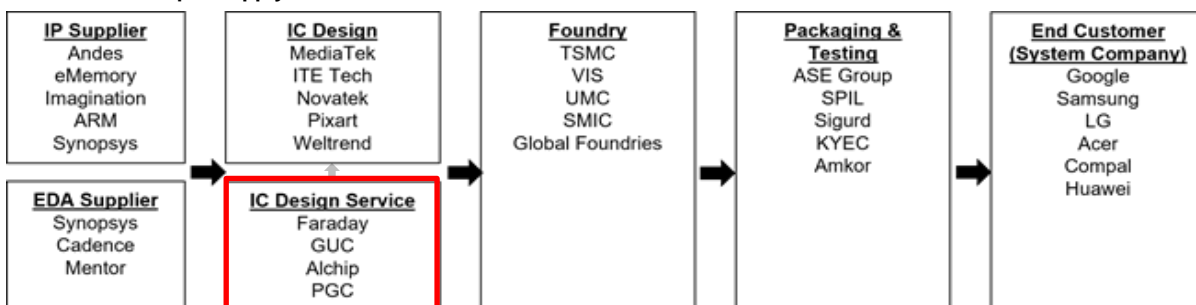 IP Supplier
Andes
eMemory
Imagination
ARM
Synopsys
EDA Supplier
Synopsys
Cadence
Mentor
IC Design
MediaTek
ITE Tech
Novatek
Pixart
Weltrend
IC Design Service
Faraday
GUC
Alchip
PGC
Foundry
TSMC
VIS
UMC
SMIC
Global Foundries
Packaging &
Testing
ASE Group
SPIL
Sigurd
KYEC
Amkor
End Customer
(System Company)
Google
Samsung
LG
Acer
Compal
Huawei